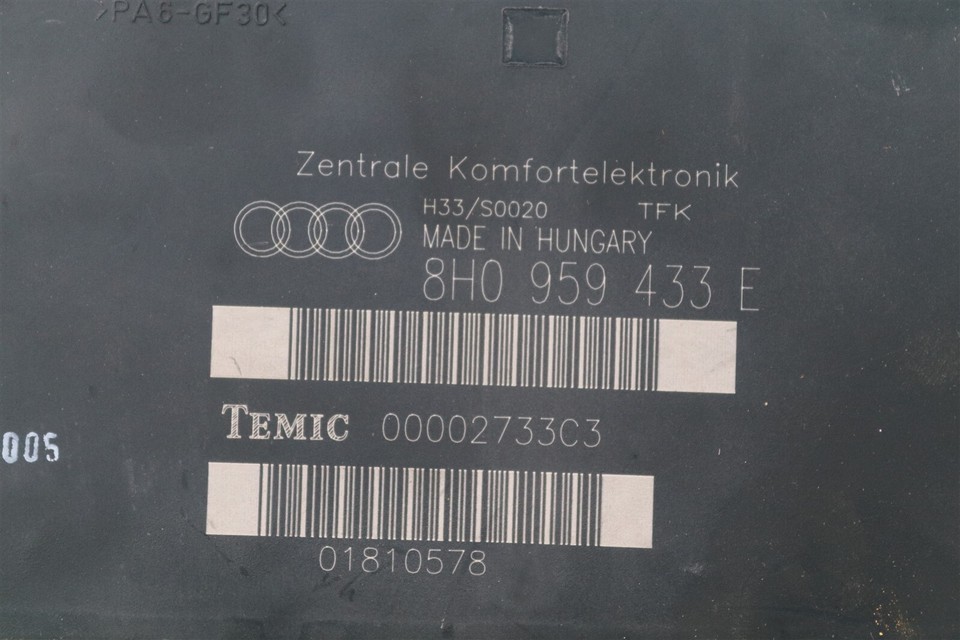 >PA6-GF30<
Zentrale Komfortelektronik
H33/S0020 TFK
MADE IN HUNGARY
8H0 959 433 E
TEMIC 00002733C3
005
01810578